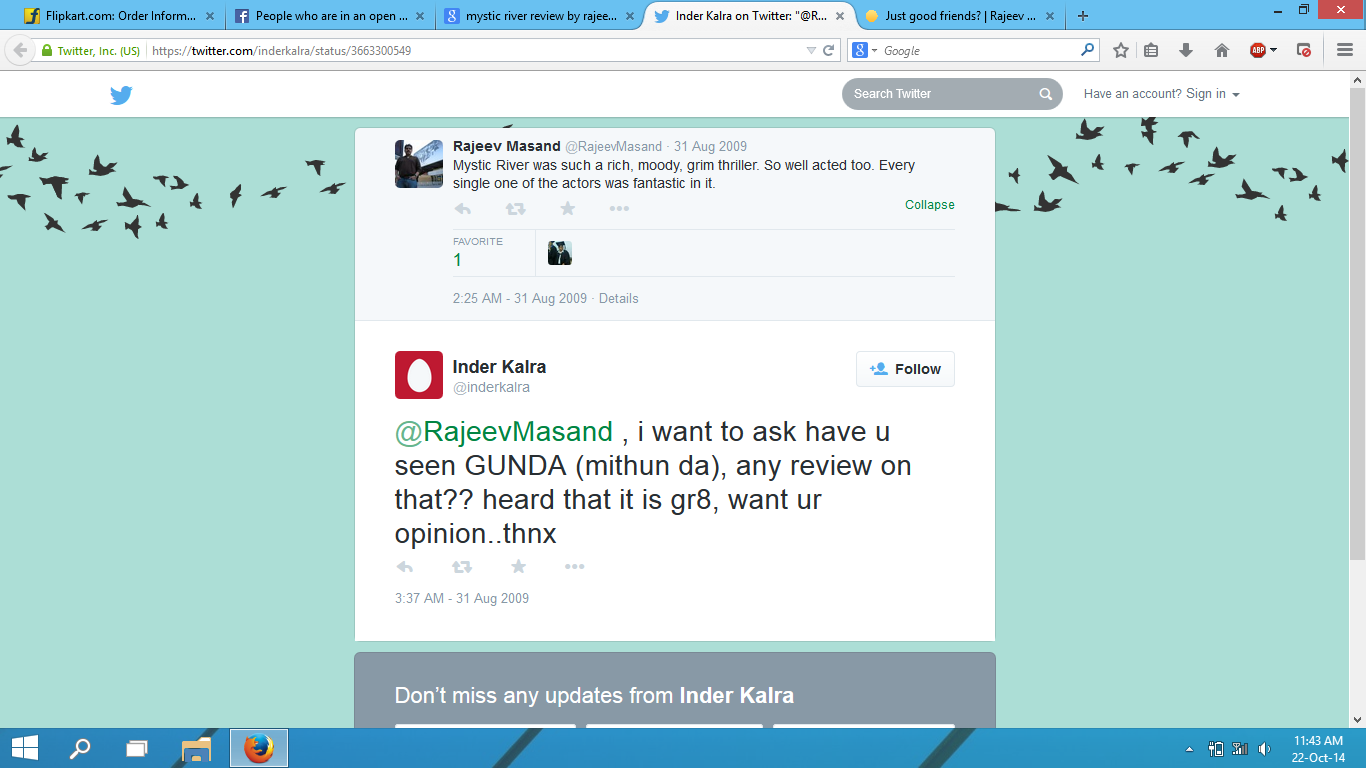 Flipkart.com: Order Inform...
People who are in an open ...
mystic river review by rajee...
Inder Kalra on Twitter: "@R...
Just good friends? | Rajeev ...
Twitter, Inc. (US)
https://twitter.com/inderkalra/status/3663300549
Google
ABP
Search Twitter
Have an account? Sign in
Rajeev Masand @RajeevMasand · 31 Aug 2009
Mystic River was such a rich, moody, grim thriller. So well acted too. Every
single one of the actors was fantastic in it.
Collapse
FAVORITE
1
2:25 AM - 31 Aug 2009 · Details
Inder Kalra
@inderkalra
Follow
@RajeevMasand , i want to ask have u
seen GUNDA (mithun da), any review on
that?? heard that it is gr8, want ur
opinion..thnx
3:37 AM - 31 Aug 2009
Don't miss any updates from Inder Kalra
11:43 AM
22-Oct-14